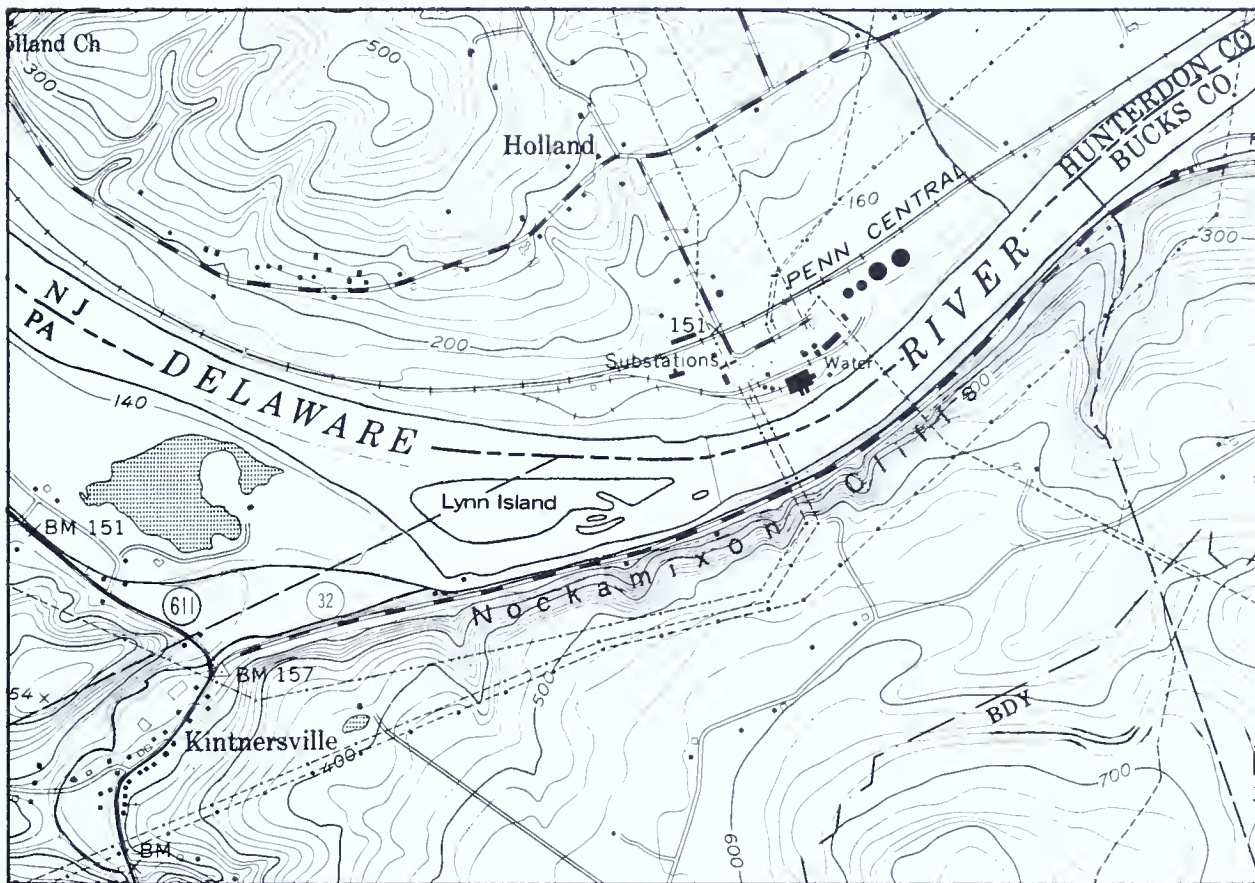 olland Ch
500
300
Holland
HUNTERDON CO
BUCKS CO
160
PENN CENTRAL
300
NJ
PA
DELAWARE
RIVER
151
200
Substations
Water
140
Lynn Island
BM 151
Nockamixon Cliffs
611
32
BM 157
54
500
BDY
Kintnersville
400
700
600
BM